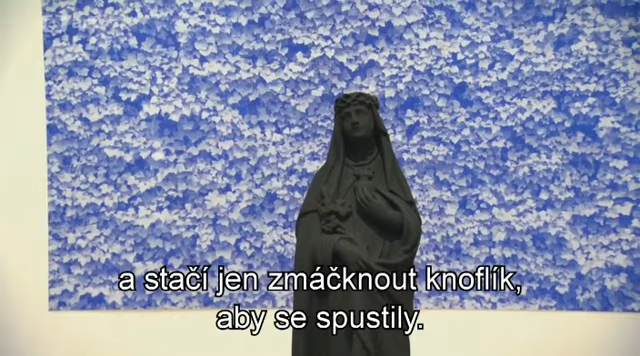 a stačí jen zmáčknout knoflík,
aby se spustily.